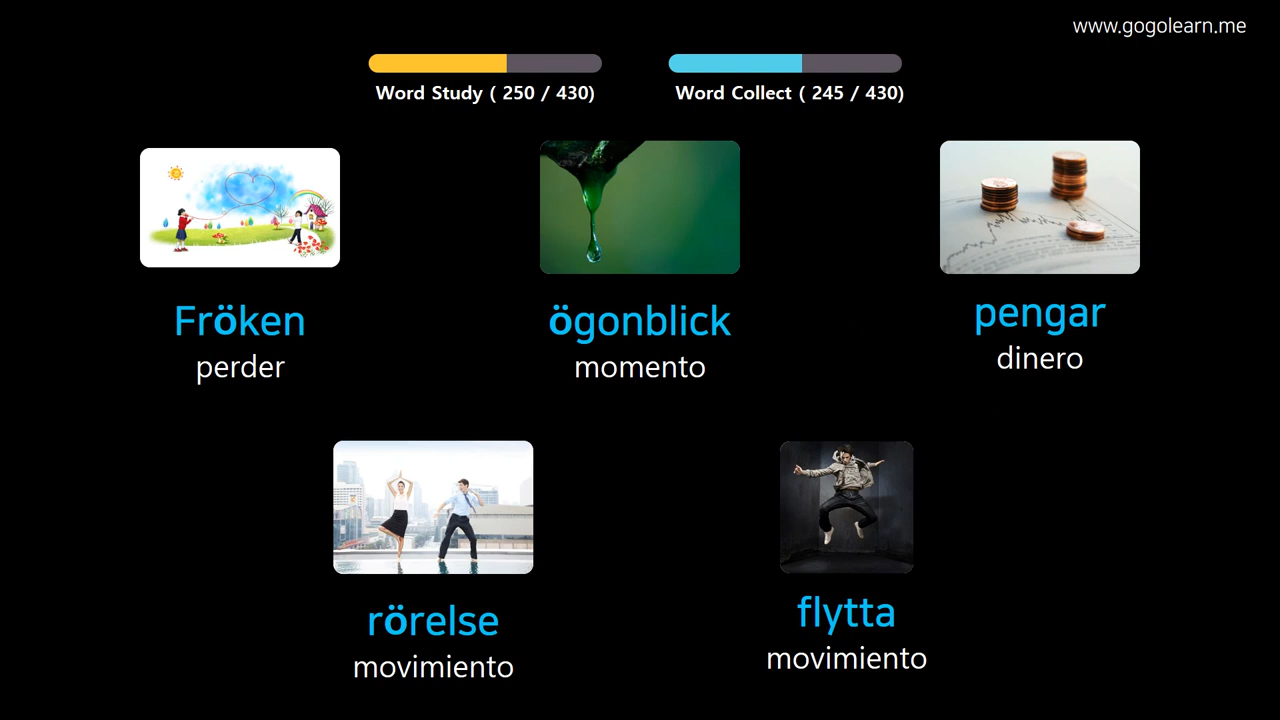 www.gogolearn.me
Word Study ( 250 / 430)
Word Collect ( 245 / 430)
Fröken
perder
ögonblick
momento
pengar
dinero
rörelse
movimiento
flytta
movimiento